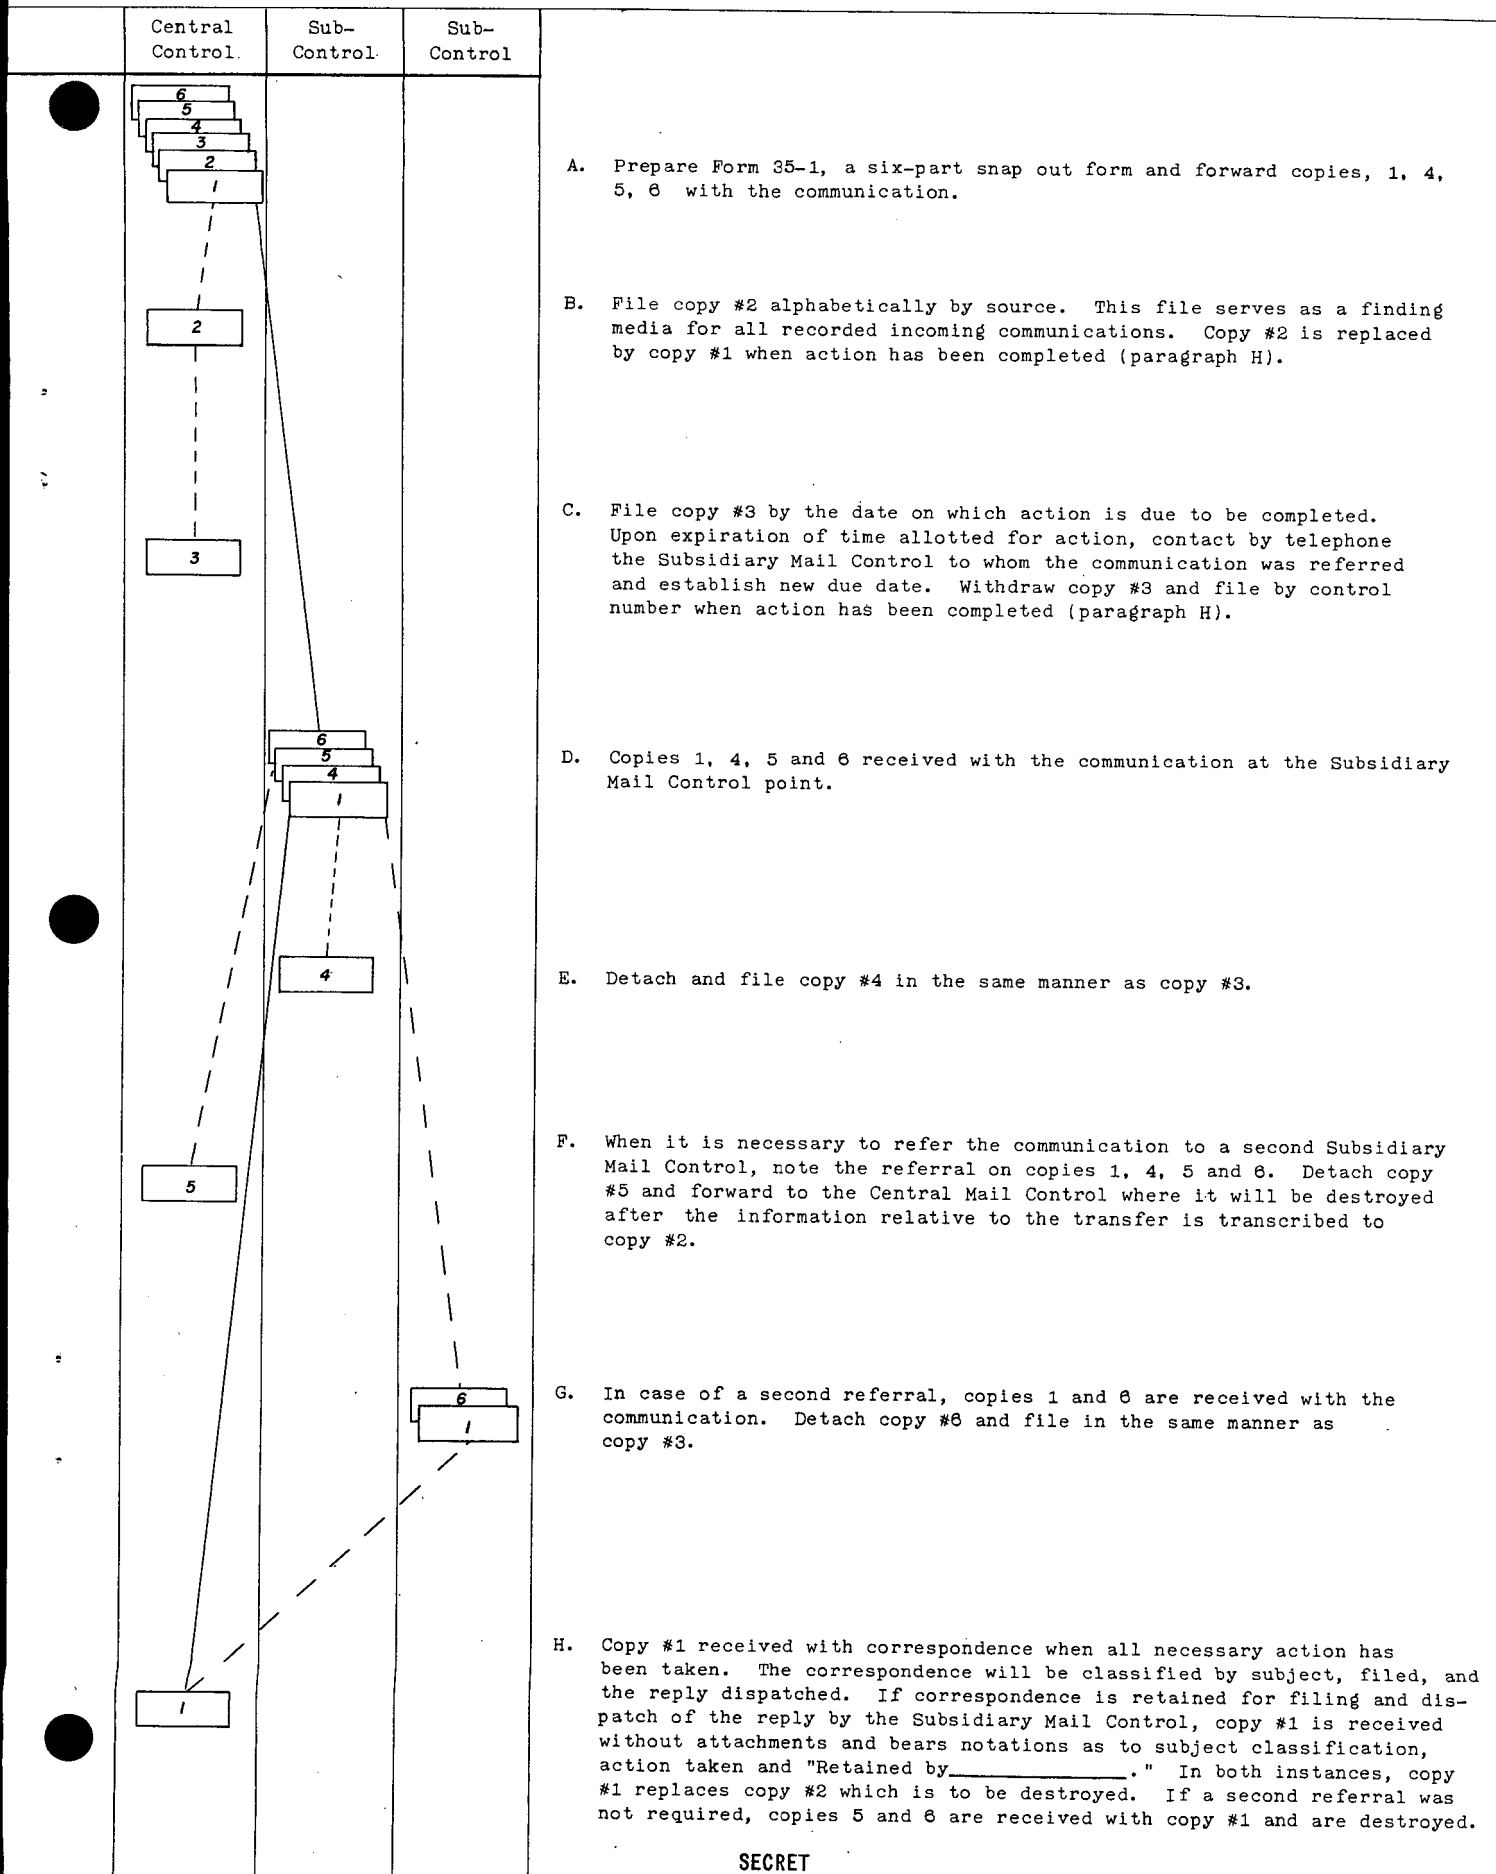 Central Sub- Sub-
Control Control Control
6
5
4
3
2
1
A. Prepare Form 35-1, a six-part snap out form and forward copies, 1, 4,
5, 6 with the communication.
2
B. File copy #2 alphabetically by source. This file serves as a finding
media for all recorded incoming communications. Copy #2 is replaced
by copy #1 when action has been completed (paragraph H).
3
C. File copy #3 by the date on which action is due to be completed.
Upon expiration of time allotted for action, contact by telephone
the Subsidiary Mail Control to whom the communication was referred
and establish new due date. Withdraw copy #3 and file by control
number when action has been completed (paragraph H).
6
5
4
1
D. Copies 1, 4, 5 and 6 received with the communication at the Subsidiary
Mail Control point.
4
E. Detach and file copy #4 in the same manner as copy #3.
5
F. When it is necessary to refer the communication to a second Subsidiary
Mail Control, note the referral on copies 1, 4, 5 and 6. Detach copy
#5 and forward to the Central Mail Control where it will be destroyed
after the information relative to the transfer is transcribed to
copy #2.
6
1
G. In case of a second referral, copies 1 and 6 are received with the
communication. Detach copy #6 and file in the same manner as
copy #3.
1
H. Copy #1 received with correspondence when all necessary action has
been taken. The correspondence will be classified by subject, filed, and
the reply dispatched. If correspondence is retained for filing and dis-
patch of the reply by the Subsidiary Mail Control, copy #1 is received
without attachments and bears notations as to subject classification,
action taken and "Retained by______________." In both instances, copy
#1 replaces copy #2 which is to be destroyed. If a second referral was
not required, copies 5 and 6 are received with copy #1 and are destroyed.
SECRET